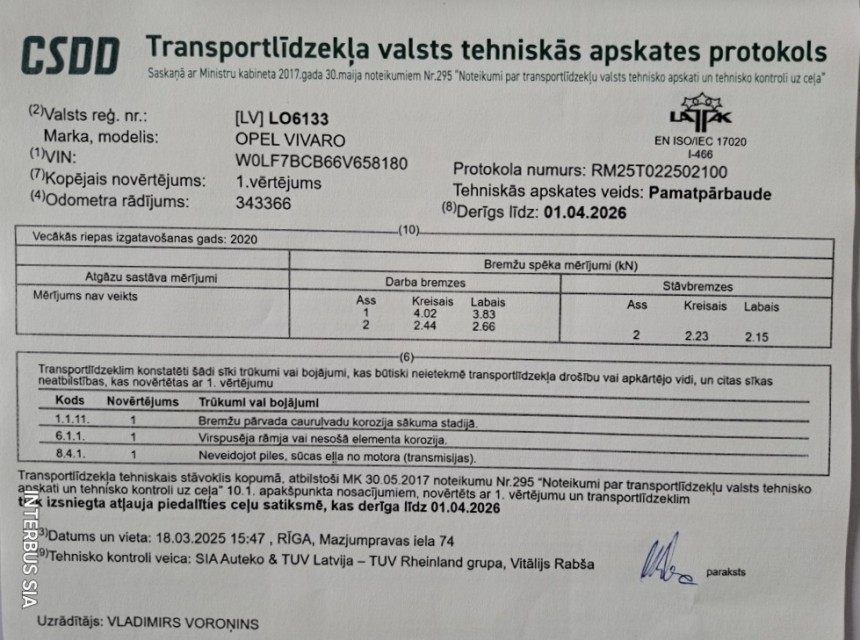 CSDD Transportlīdzekļa valsts tehniskās apskates protokols
Saskaņā ar Ministru kabineta 2017.gada 30.maija noteikumiem Nr.295 "Noteikumi par transportlīdzekļu valsts tehnisko apskati un tehnisko kontroli uz ceļa"
(2)Valsts reģ. nr.: [LV] LO6133
Marka, modelis: OPEL VIVARO
(1)VIN: W0LF7BCB66V658180
(7)Kopējais novērtējums: 1.vērtējums
(4)Odometra rādījums: 343366
LATAK
EN ISO/IEC 17020
I-466
Protokola numurs: RM25T022502100
Tehniskās apskates veids: Pamatpārbaude
(8)Derīgs līdz: 01.04.2026
(10)
Vecākās riepas izgatavošanas gads: 2020
Bremžu spēka mērījumi (kN)
Atgāzu sastāva mērījumi Darba bremzes Stāvbremzes
Mērījums nav veikts Ass Kreisais Labais Ass Kreisais Labais
1 4.02 3.83
2 2.44 2.66 2 2.23 2.15
(6)
Transportlīdzeklim konstatēti šādi sīki trūkumi vai bojājumi, kas būtiski neietekmē transportlīdzekļa drošību vai apkārtējo vidi, un citas sīkas
neatbilstības, kas novērtētas ar 1. vērtējumu
Kods Novērtējums Trūkumi vai bojājumi
1.1.11. 1 Bremžu pārvada cauruļvadu korozija sākuma stadijā.
6.1.1. 1 Virspusēja rāmja vai nesošā elementa korozija.
8.4.1. 1 Neveidojot piles, sūcas eļļa no motora (transmisijas).
Transportlīdzekļa tehniskais stāvoklis kopumā, atbilstoši MK 30.05.2017 noteikumu Nr.295 "Noteikumi par transportlīdzekļu valsts tehnisko
apskati un tehnisko kontroli uz ceļa" 10.1. apakšpunkta nosacījumiem, novērtēts ar 1. vērtējumu un transportlīdzeklim
tiek izsniegta atļauja piedalīties ceļu satiksmē, kas derīga līdz 01.04.2026
(3)Datums un vieta: 18.03.2025 15:47 , RĪGA, Mazjumpravas iela 74
(9)Tehnisko kontroli veica: SIA Auteko & TUV Latvija – TUV Rheinland grupa, Vitālijs Rabša
paraksts
Uzrādītājs: VLADIMIRS VOROŅINS
INTERBUS SIA